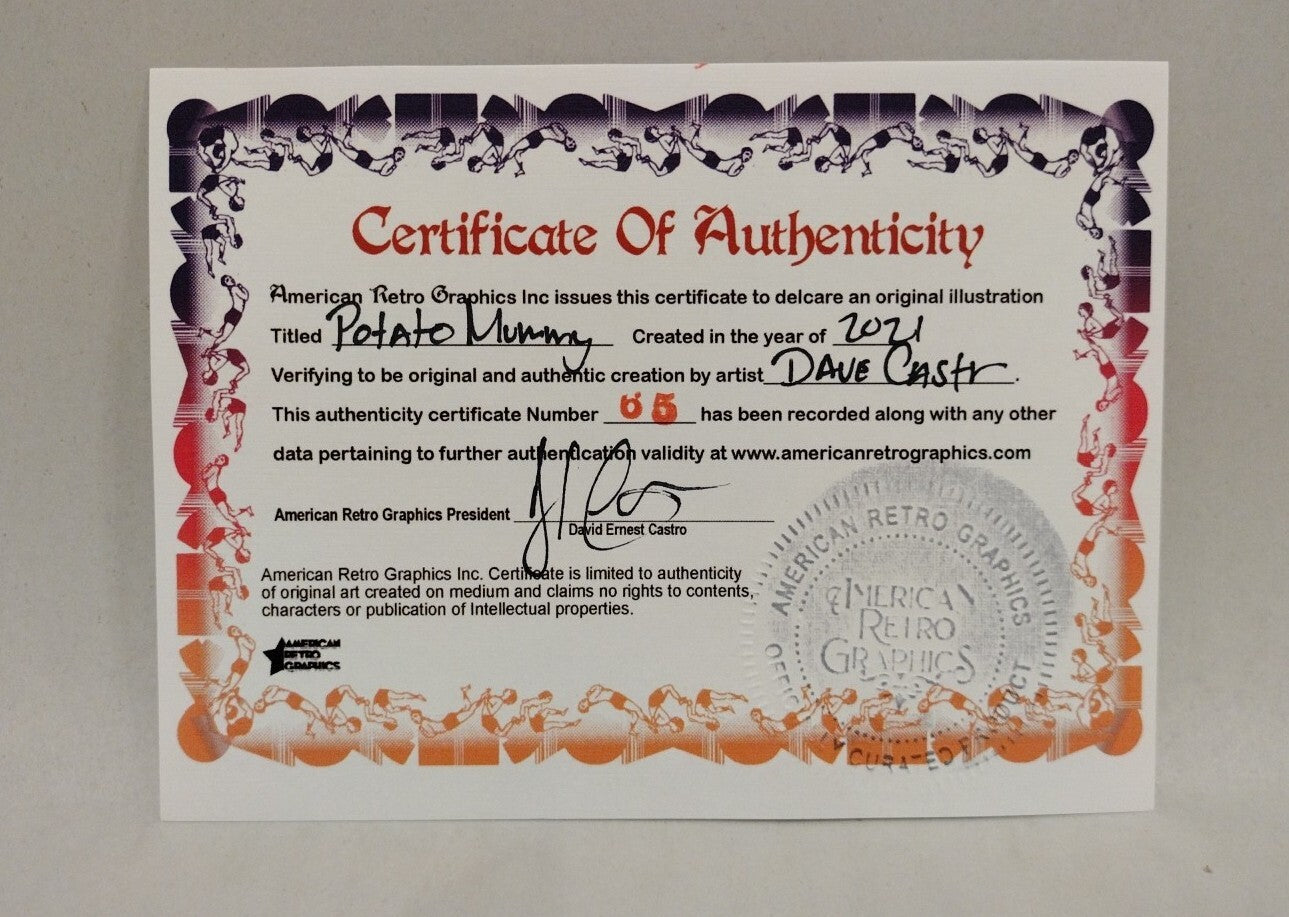 Certificate Of Authenticity
American Retro Graphics Inc issues this certificate to delcare an original illustration
Titled Potato Mummy Created in the year of 2021
Verifying to be original and authentic creation by artist Dave Castr.
This authenticity certificate Number 65 has been recorded along with any other
data pertaining to further authentication validity at www.americanretrographics.com
American Retro Graphics President
David Ernest Castro
American Retro Graphics Inc. Certificate is limited to authenticity
of original art created on medium and claims no rights to contents,
characters or publication of Intellectual properties.
AMERICAN
RETRO
GRAPHICS
AMERICAN RETRO GRAPHICS
AMERICAN
RETRO
GRAPHICS
CURATED PRODUCT